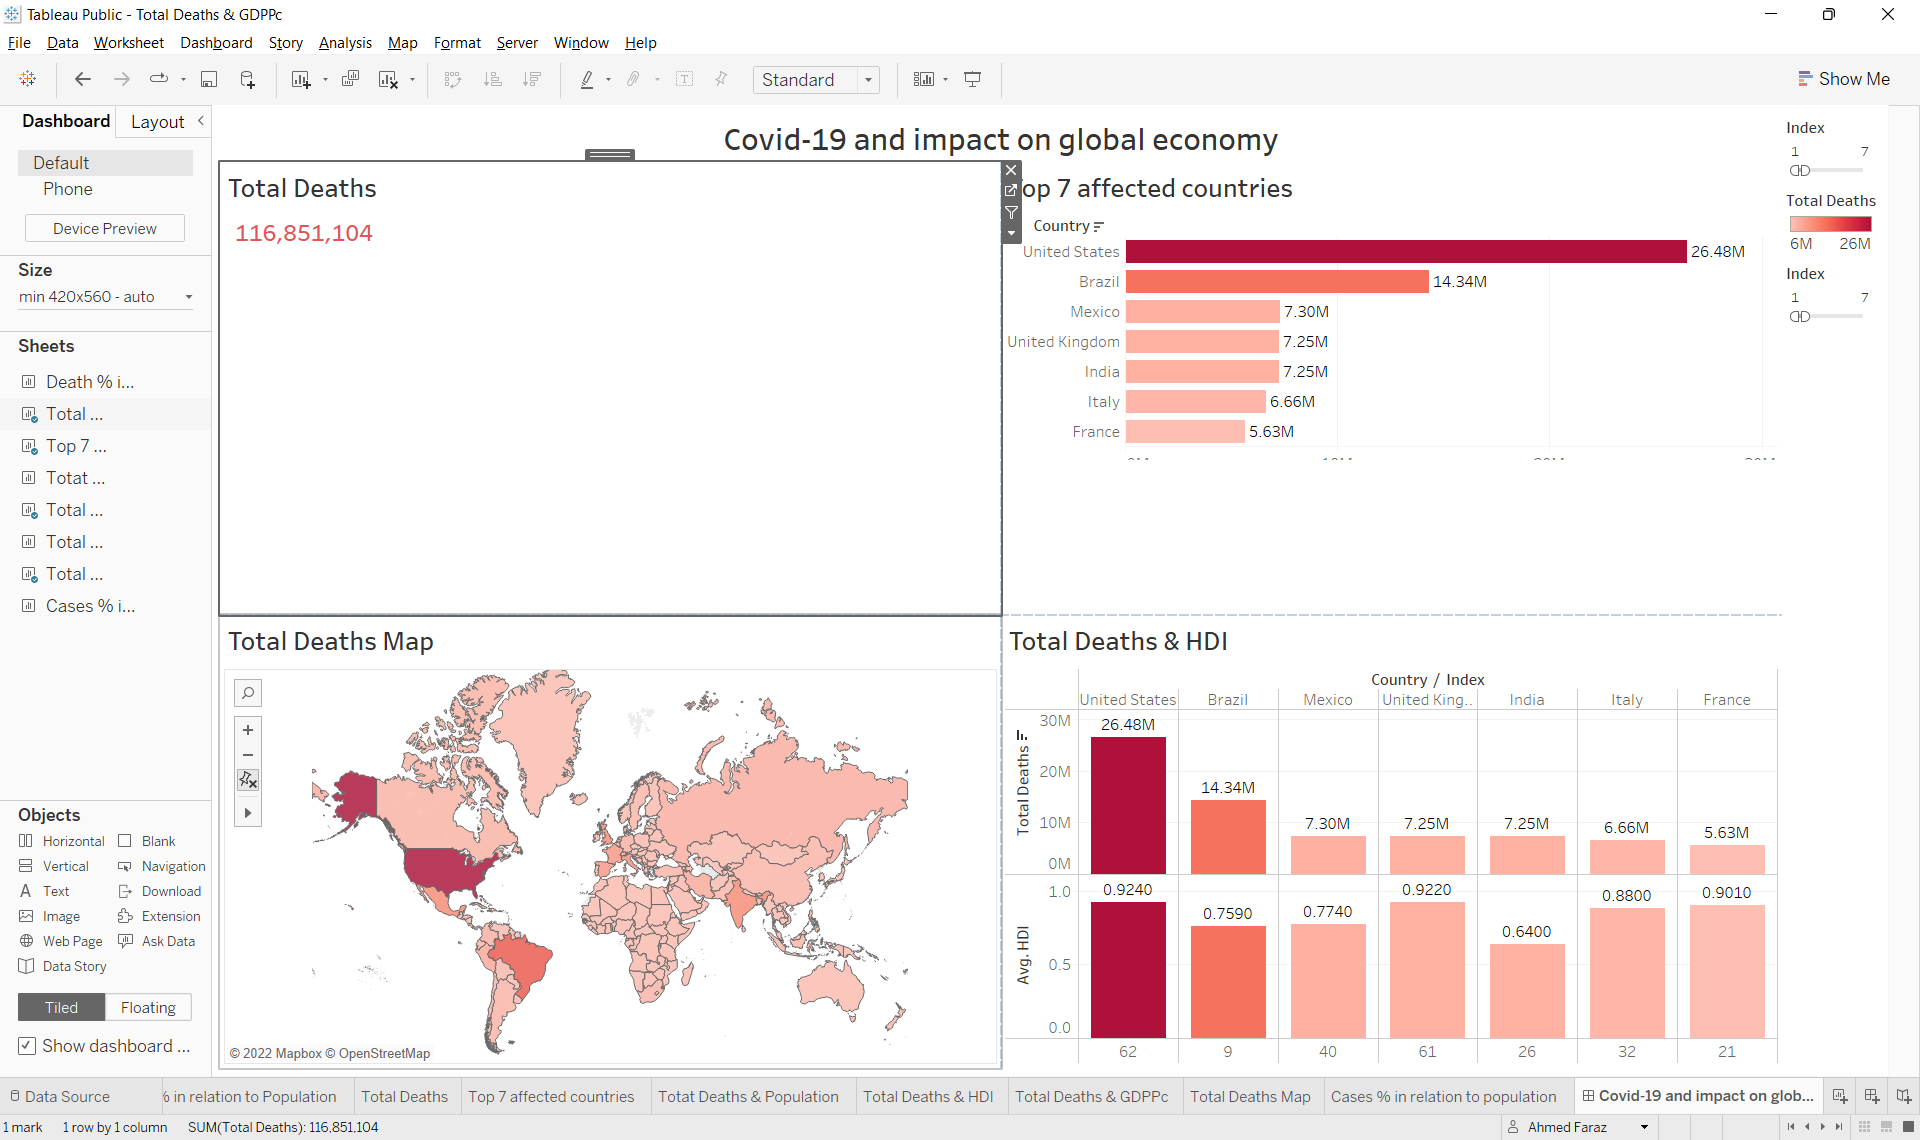 Tableau Public - Total Deaths & GDPPc
File Data Worksheet Dashboard Story Analysis Map Format Server Window Help
Standard
Show Me
Dashboard
Layout
Default
Phone
Device Preview
Size
min 420x560 - auto
Sheets
Death % i...
Total ...
Top 7 ...
Totat ...
Total ...
Total ...
Total ...
Cases % i...
Objects
Horizontal Blank
Vertical Navigation
Text Download
Image Extension
Web Page Ask Data
Data Story
Tiled Floating
Show dashboard ...
Covid-19 and impact on global economy
Total Deaths
116,851,104
op 7 affected countries
Country
United States 26.48M
Brazil 14.34M
Mexico 7.30M
United Kingdom 7.25M
India 7.25M
Italy 6.66M
France 5.63M
Index
1 7
Total Deaths
6M 26M
Index
1 7
Total Deaths Map
© 2022 Mapbox © OpenStreetMap
Total Deaths & HDI
Country / Index
United States Brazil Mexico United King.. India Italy France
Total Deaths
30M
20M
10M
0M
26.48M 14.34M 7.30M 7.25M 7.25M 6.66M 5.63M
Avg. HDI
1.0
0.5
0.0
0.9240 0.7590 0.7740 0.9220 0.6400 0.8800 0.9010
62 9 40 61 26 32 21
Data Source
% in relation to Population
Total Deaths
Top 7 affected countries
Totat Deaths & Population
Total Deaths & HDI
Total Deaths & GDPPc
Total Deaths Map
Cases % in relation to population
Covid-19 and impact on glob...
1 mark 1 row by 1 column SUM(Total Deaths): 116,851,104
Ahmed Faraz